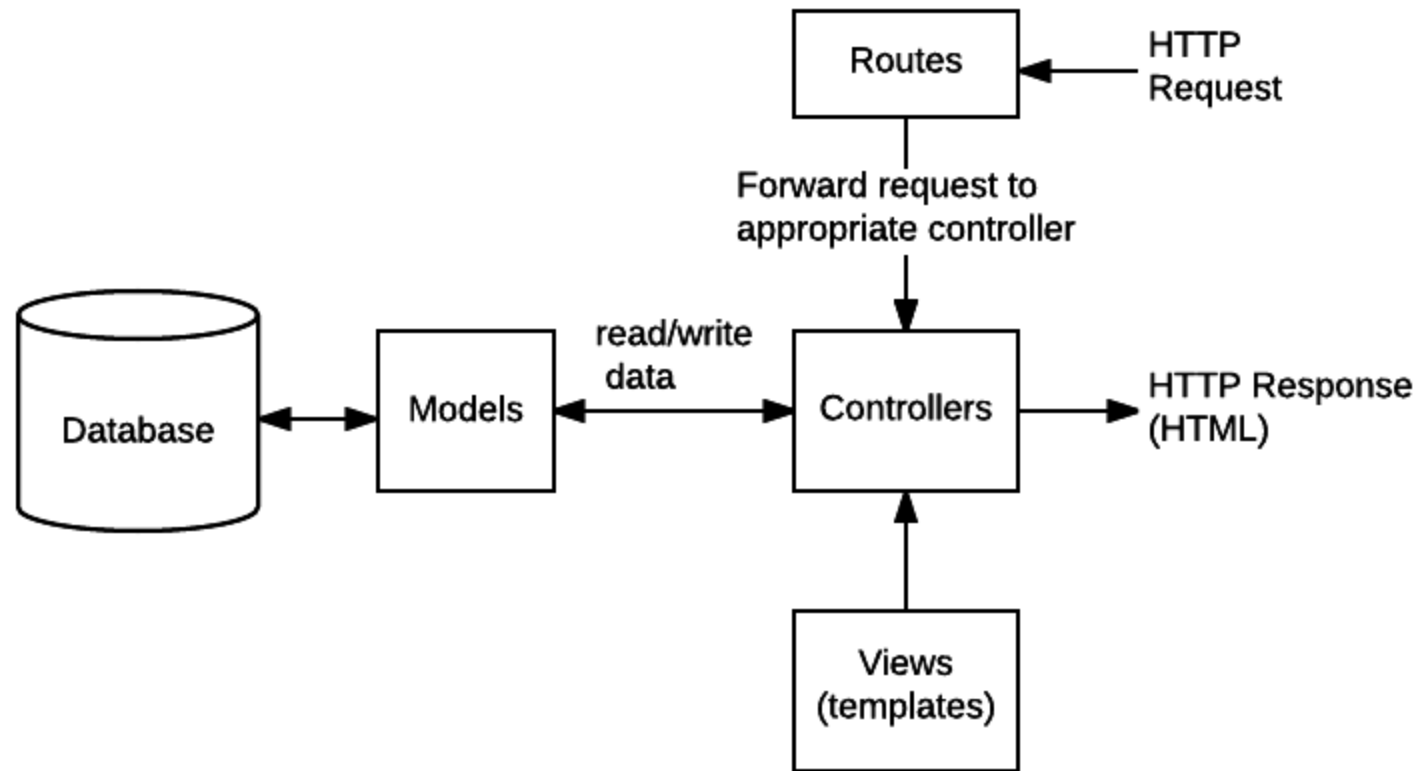 Routes
HTTP
Request
Forward request to
appropriate controller
Database
Models
read/write
data
Controllers
HTTP Response
(HTML)
Views
(templates)